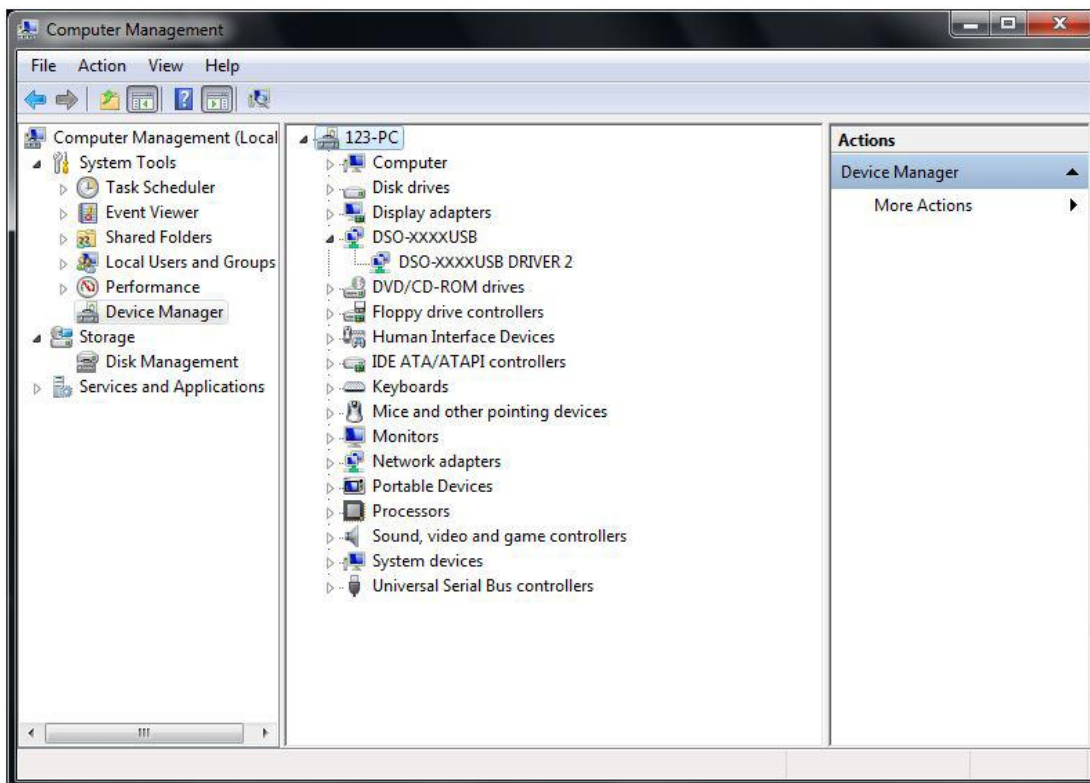 Computer Management
File Action View Help
Computer Management (Local
System Tools
Task Scheduler
Event Viewer
Shared Folders
Local Users and Groups
Performance
Device Manager
Storage
Disk Management
Services and Applications
123-PC
Computer
Disk drives
Display adapters
DSO-XXXXUSB
DSO-XXXXUSB DRIVER 2
DVD/CD-ROM drives
Floppy drive controllers
Human Interface Devices
IDE ATA/ATAPI controllers
Keyboards
Mice and other pointing devices
Monitors
Network adapters
Portable Devices
Processors
Sound, video and game controllers
System devices
Universal Serial Bus controllers
Actions
Device Manager
More Actions